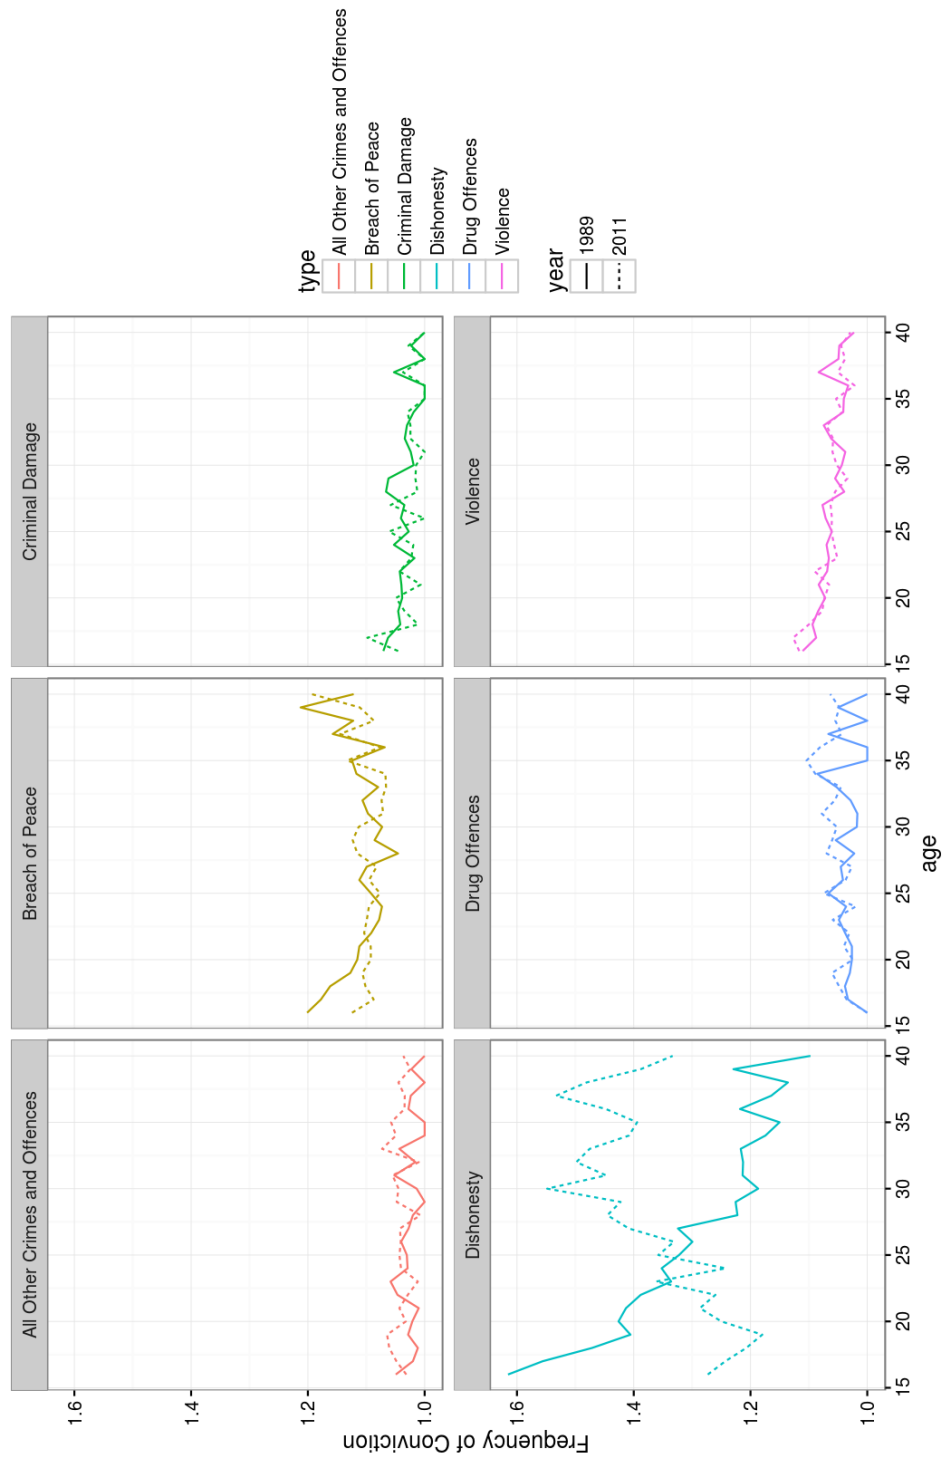 All Other Crimes and Offences
Breach of Peace
Criminal Damage
1.6
1.4
1.2
1.0
Dishonesty
Drug Offences
Violence
1.6
1.4
1.2
1.0
15 20 25 30 35 40
15 20 25 30 35 40
15 20 25 30 35 40
age
Frequency of Conviction
type
All Other Crimes and Offences
Breach of Peace
Criminal Damage
Dishonesty
Drug Offences
Violence
year
1989
2011